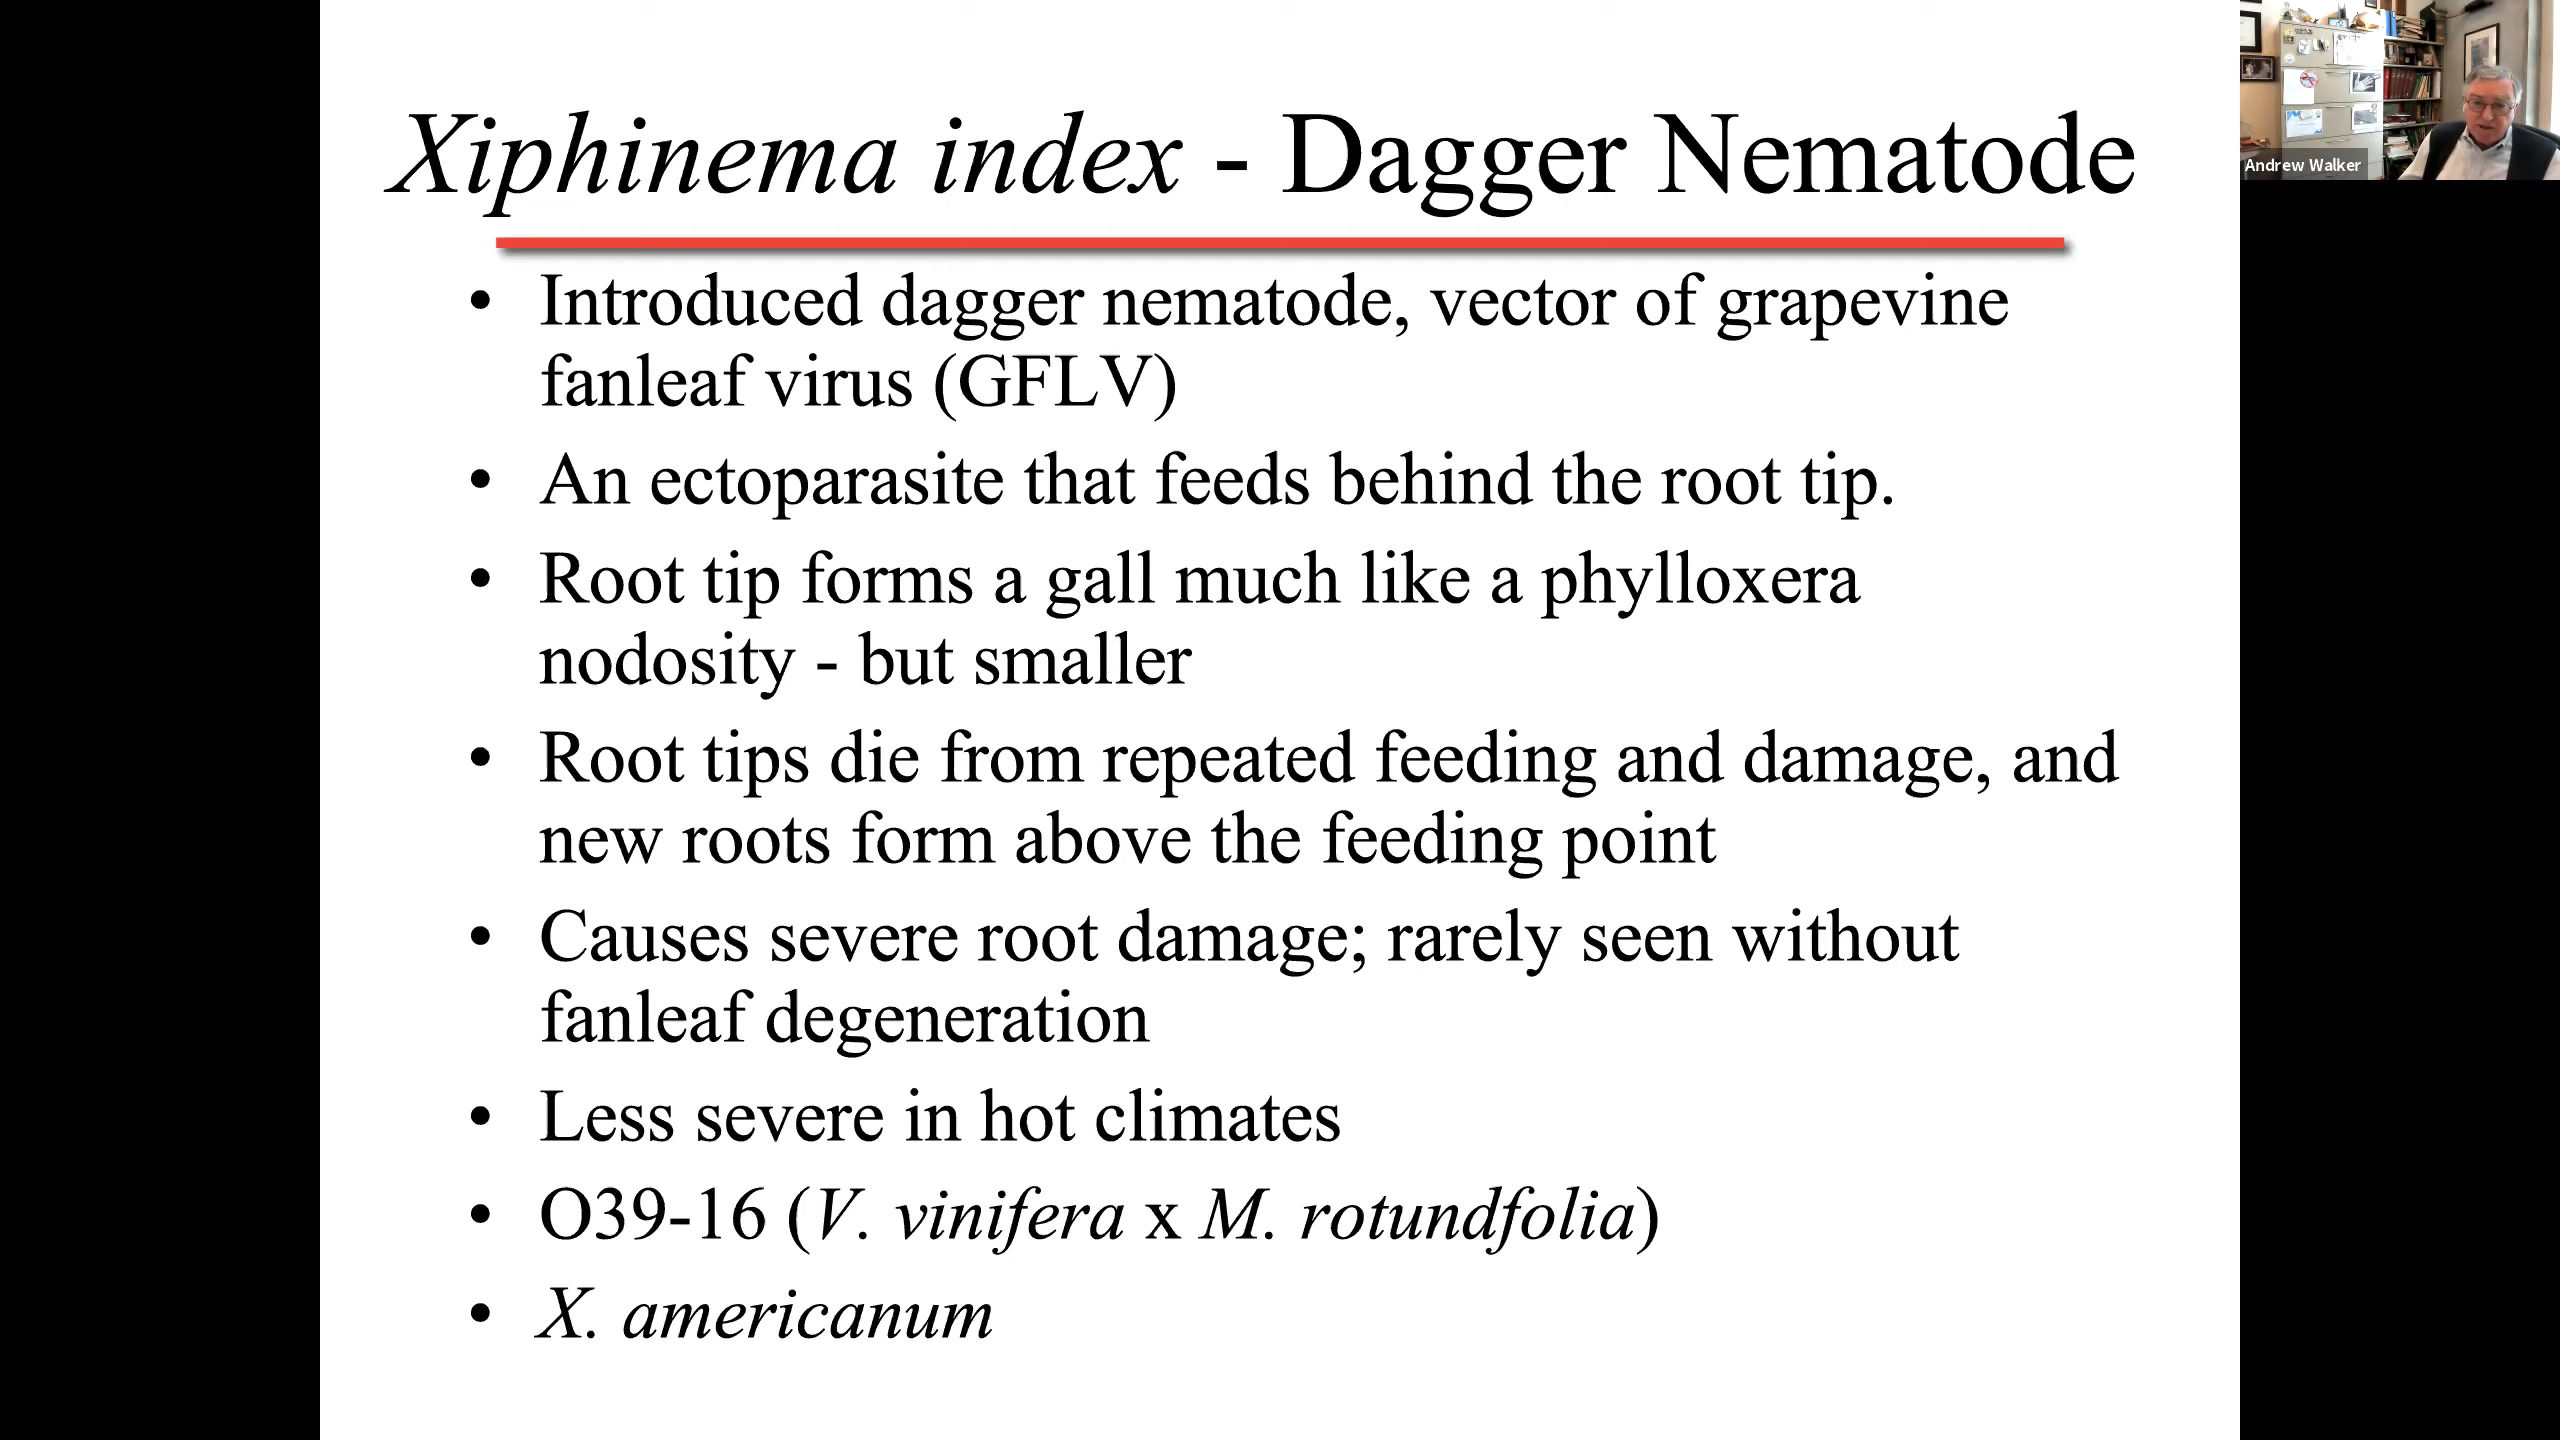 Xiphinema index - Dagger Nematode
Andrew Walker
• Introduced dagger nematode, vector of grapevine
fanleaf virus (GFLV)
• An ectoparasite that feeds behind the root tip.
• Root tip forms a gall much like a phylloxera
nodosity - but smaller
• Root tips die from repeated feeding and damage, and
new roots form above the feeding point
• Causes severe root damage; rarely seen without
fanleaf degeneration
• Less severe in hot climates
• O39-16 (V. vinifera x M. rotundfolia)
• X. americanum